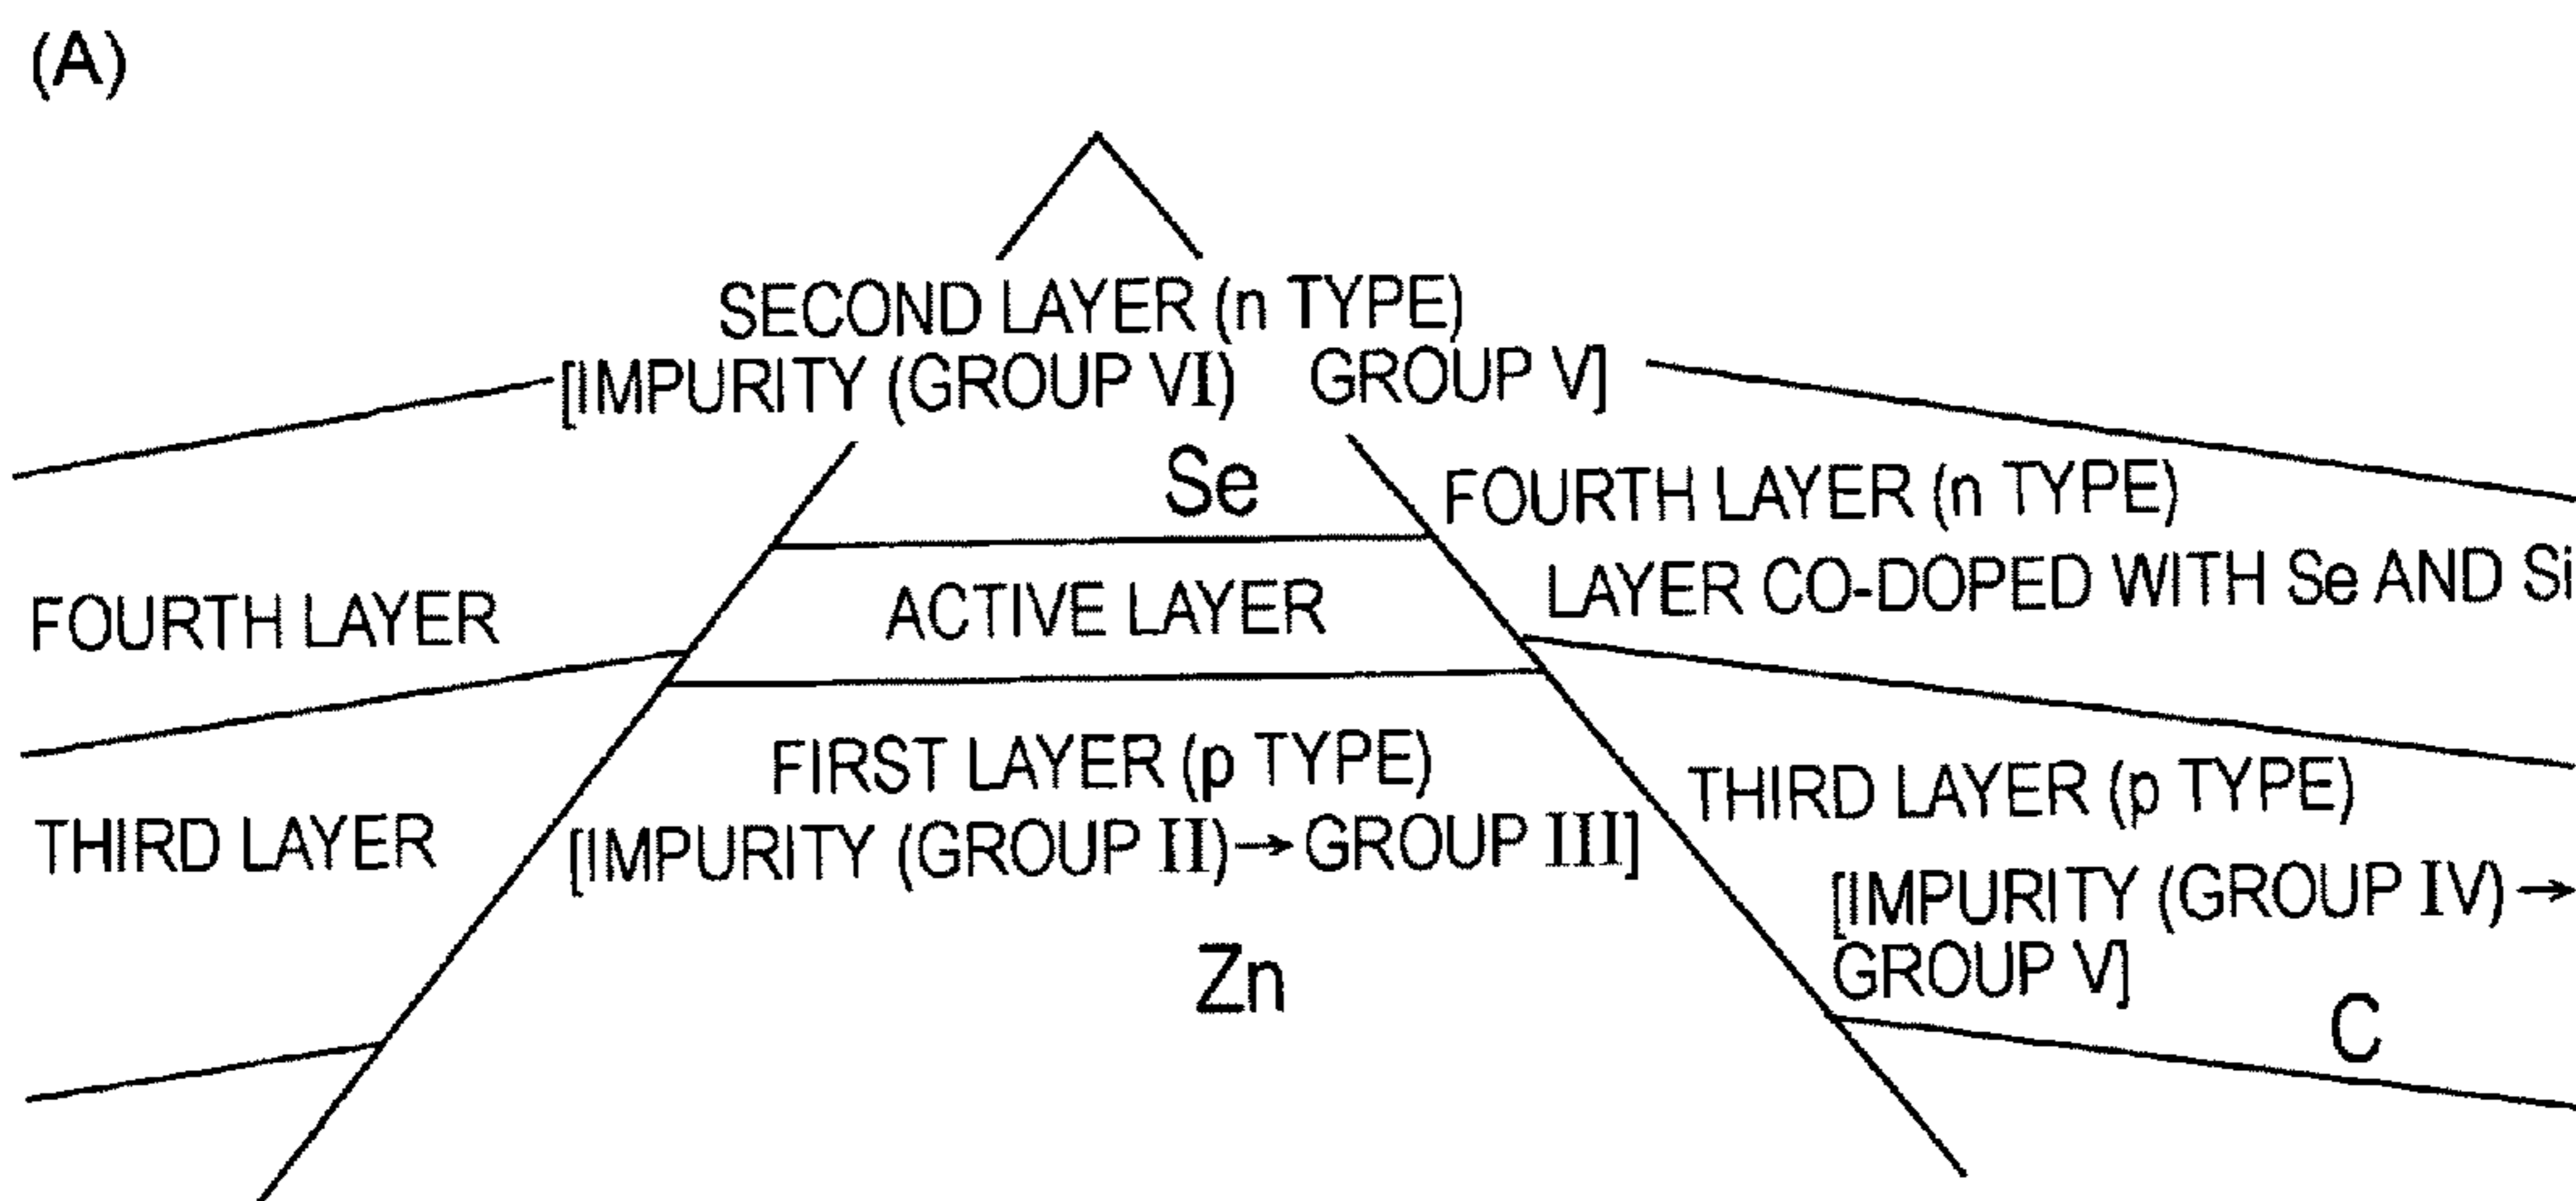 (A)
SECOND LAYER (n TYPE)
[IMPURITY (GROUP VI) GROUP V]
Se
FOURTH LAYER (n TYPE)
LAYER CO-DOPED WITH Se AND Si
FOURTH LAYER
ACTIVE LAYER
FIRST LAYER (p TYPE)
[IMPURITY (GROUP II)→GROUP III]
Zn
THIRD LAYER
THIRD LAYER (p TYPE)
[IMPURITY (GROUP IV)→
GROUP V]
C